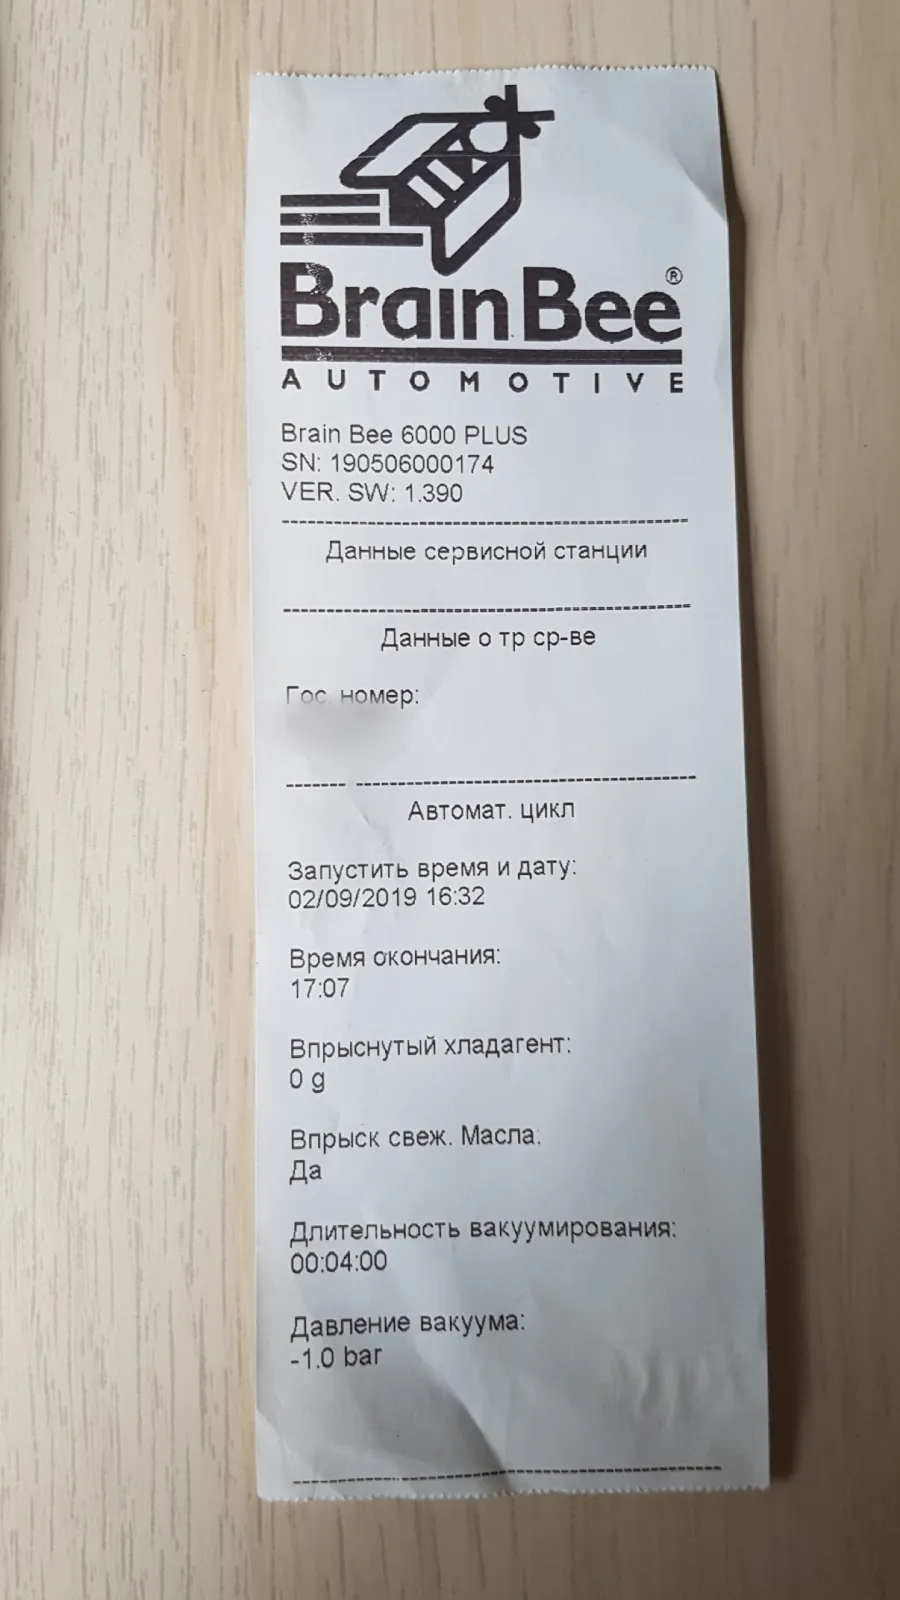 BrainBee®
AUTOMOTIVE
Brain Bee 6000 PLUS
SN: 190506000174
VER. SW: 1.390
Данные сервисной станции
Данные о тр ср-ве
Гос. номер:
Автомат. цикл
Запустить время и дату:
02/09/2019 16:32
Время окончания:
17:07
Впрыснутый хладагент:
0 g
Впрыск свеж. Масла:
Да
Длительность вакуумирования:
00:04:00
Давление вакуума:
-1.0 bar